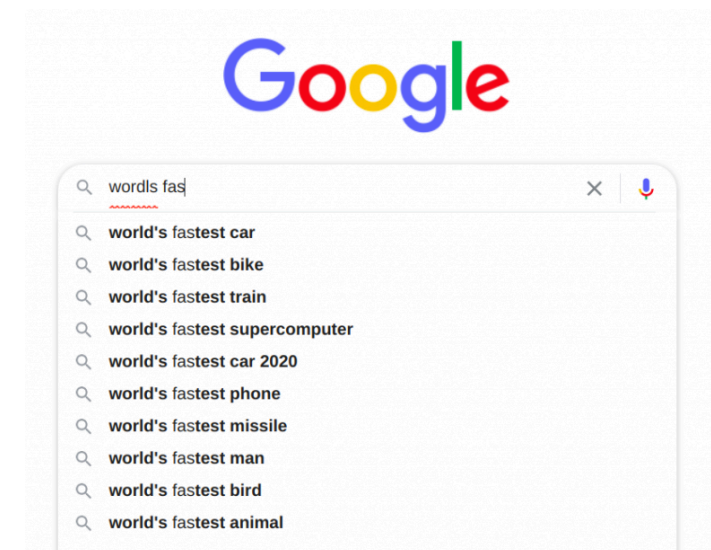 Google
wordls fas
world's fastest car
world's fastest bike
world's fastest train
world's fastest supercomputer
world's fastest car 2020
world's fastest phone
world's fastest missile
world's fastest man
world's fastest bird
world's fastest animal